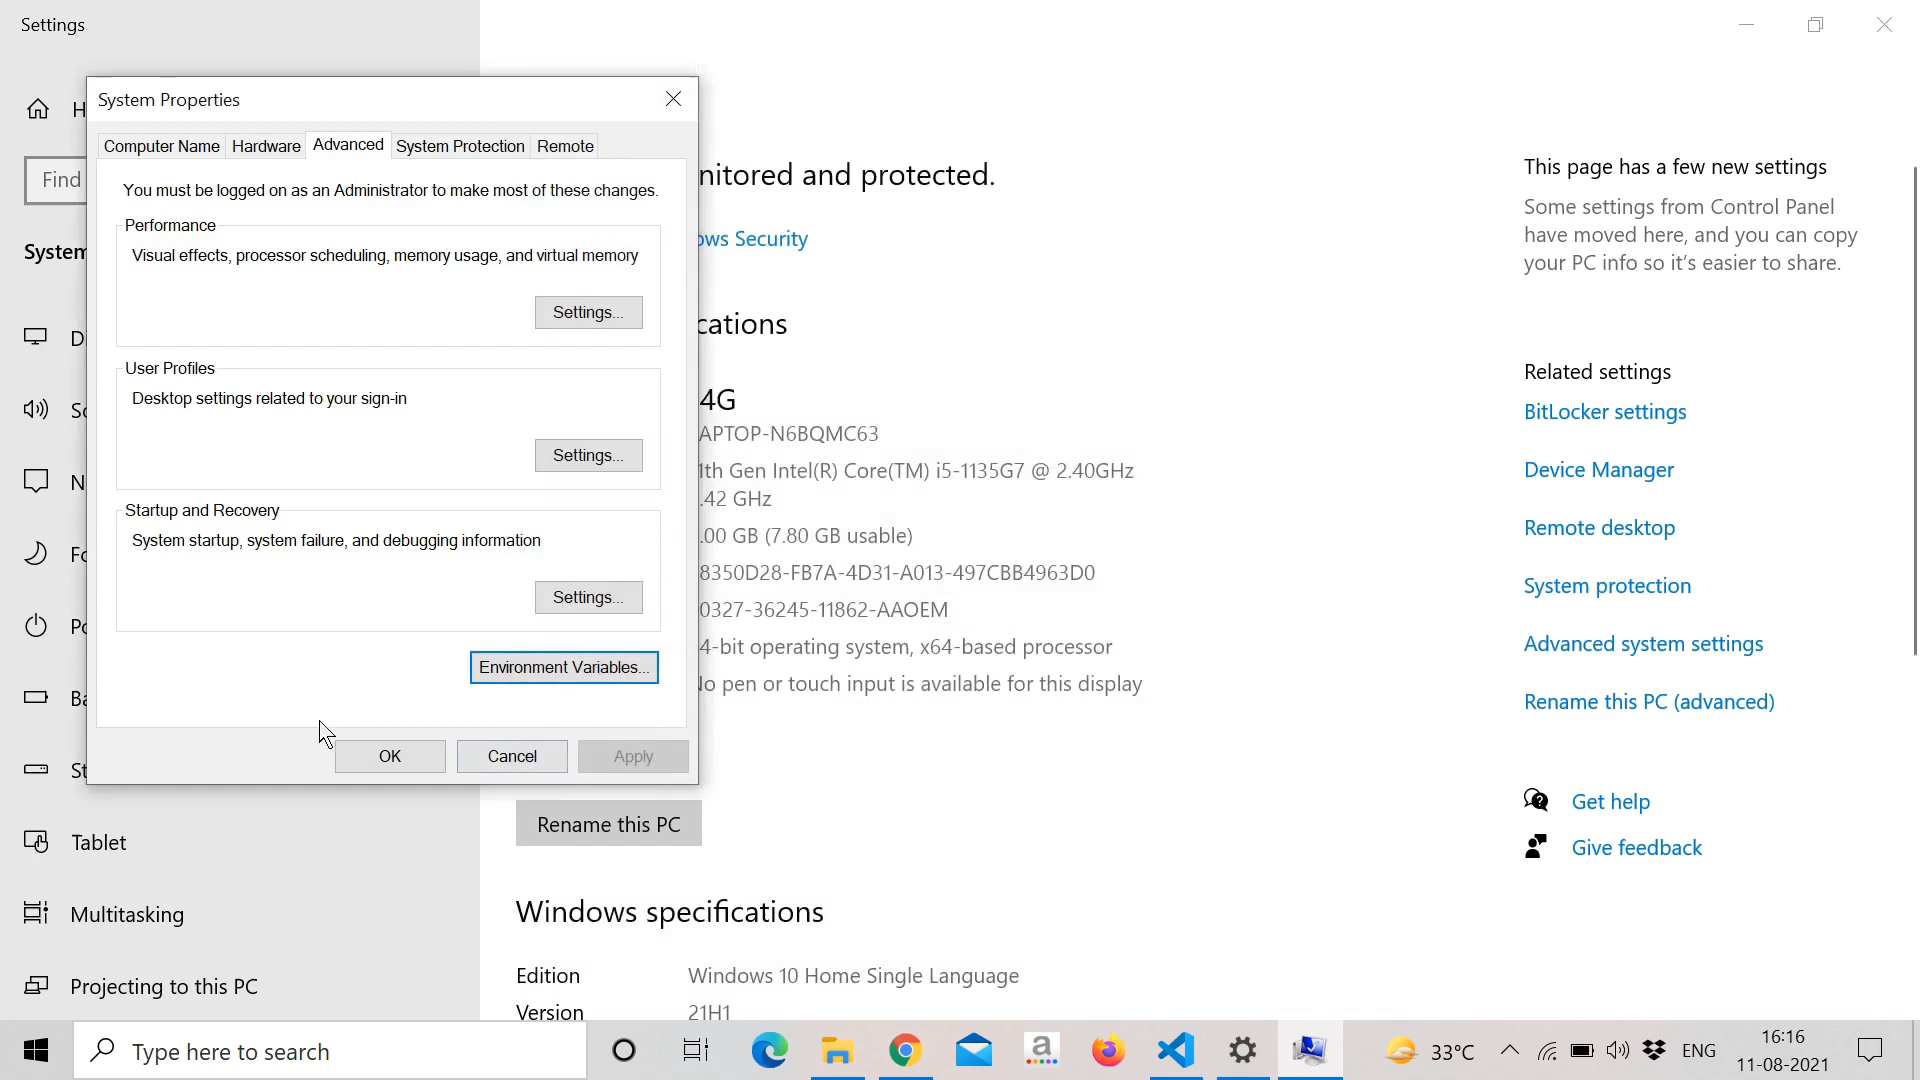 Settings
System Properties
Computer Name
Hardware
Advanced
System Protection
Remote
You must be logged on as an Administrator to make most of these changes.
Performance
Visual effects, processor scheduling, memory usage, and virtual memory
Settings...
User Profiles
Desktop settings related to your sign-in
Settings...
Startup and Recovery
System startup, system failure, and debugging information
Settings...
Environment Variables...
OK
Cancel
Apply
H
Find
System
Di
So
N
Fo
Po
Ba
St
Tablet
Multitasking
Projecting to this PC
nitored and protected.
ows Security
cations
4G
APTOP-N6BQMC63
1th Gen Intel(R) Core(TM) i5-1135G7 @ 2.40GHz
.42 GHz
.00 GB (7.80 GB usable)
8350D28-FB7A-4D31-A013-497CBB4963D0
0327-36245-11862-AAOEM
4-bit operating system, x64-based processor
No pen or touch input is available for this display
Rename this PC
Windows specifications
Edition Windows 10 Home Single Language
Version 21H1
This page has a few new settings
Some settings from Control Panel
have moved here, and you can copy
your PC info so it’s easier to share.
Related settings
BitLocker settings
Device Manager
Remote desktop
System protection
Advanced system settings
Rename this PC (advanced)
Get help
Give feedback
Type here to search
a
33°C
ENG
16:16
11-08-2021